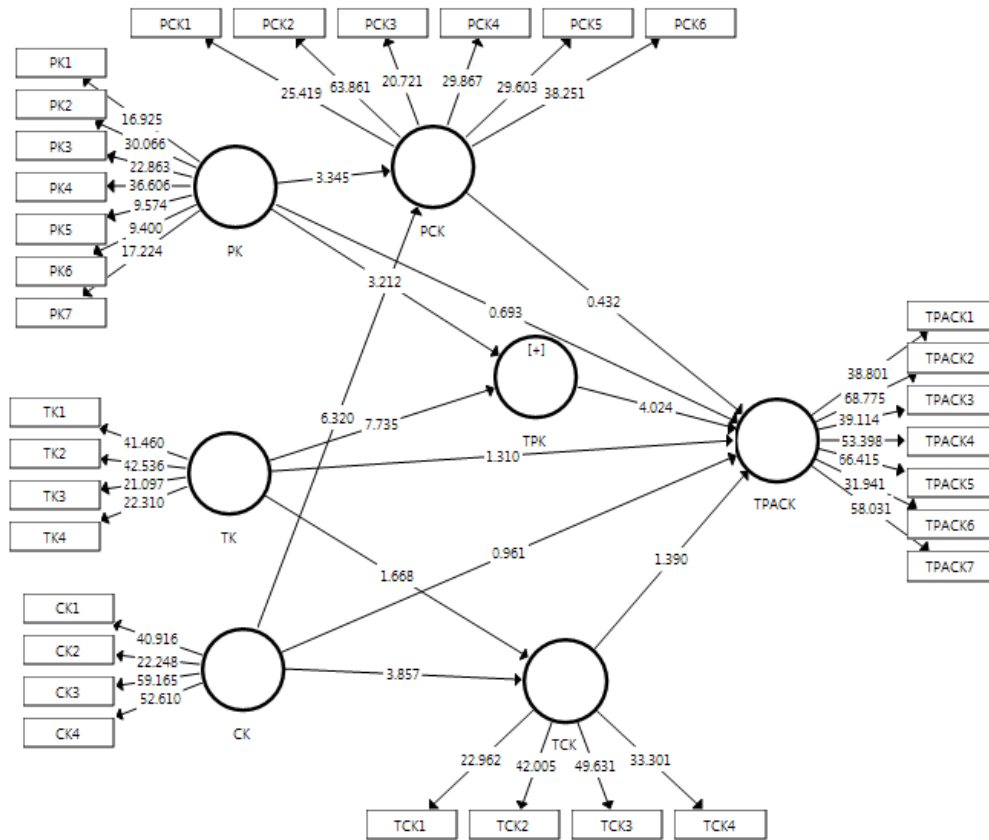 PCK1
PCK2
PCK3
PCK4
PCK5
PCK6
25.419
63.861
20.721
29.867
29.603
38.251
PK1
PK2
PK3
PK4
PK5
PK6
PK7
16.925
30.066
22.863
36.606
9.574
9.400
17.224
PK
3.345
PCK
3.212
0.693
0.432
[+]
TPK
4.024
TK1
TK2
TK3
TK4
41.460
42.536
21.097
22.310
TK
7.735
6.320
1.310
1.668
TPACK
TPACK1
TPACK2
TPACK3
TPACK4
TPACK5
TPACK6
TPACK7
38.801
68.775
39.114
53.398
66.415
31.941
58.031
CK1
CK2
CK3
CK4
40.916
22.248
59.165
52.610
CK
0.961
1.390
3.857
TCK
22.962
42.005
49.631
33.301
TCK1
TCK2
TCK3
TCK4